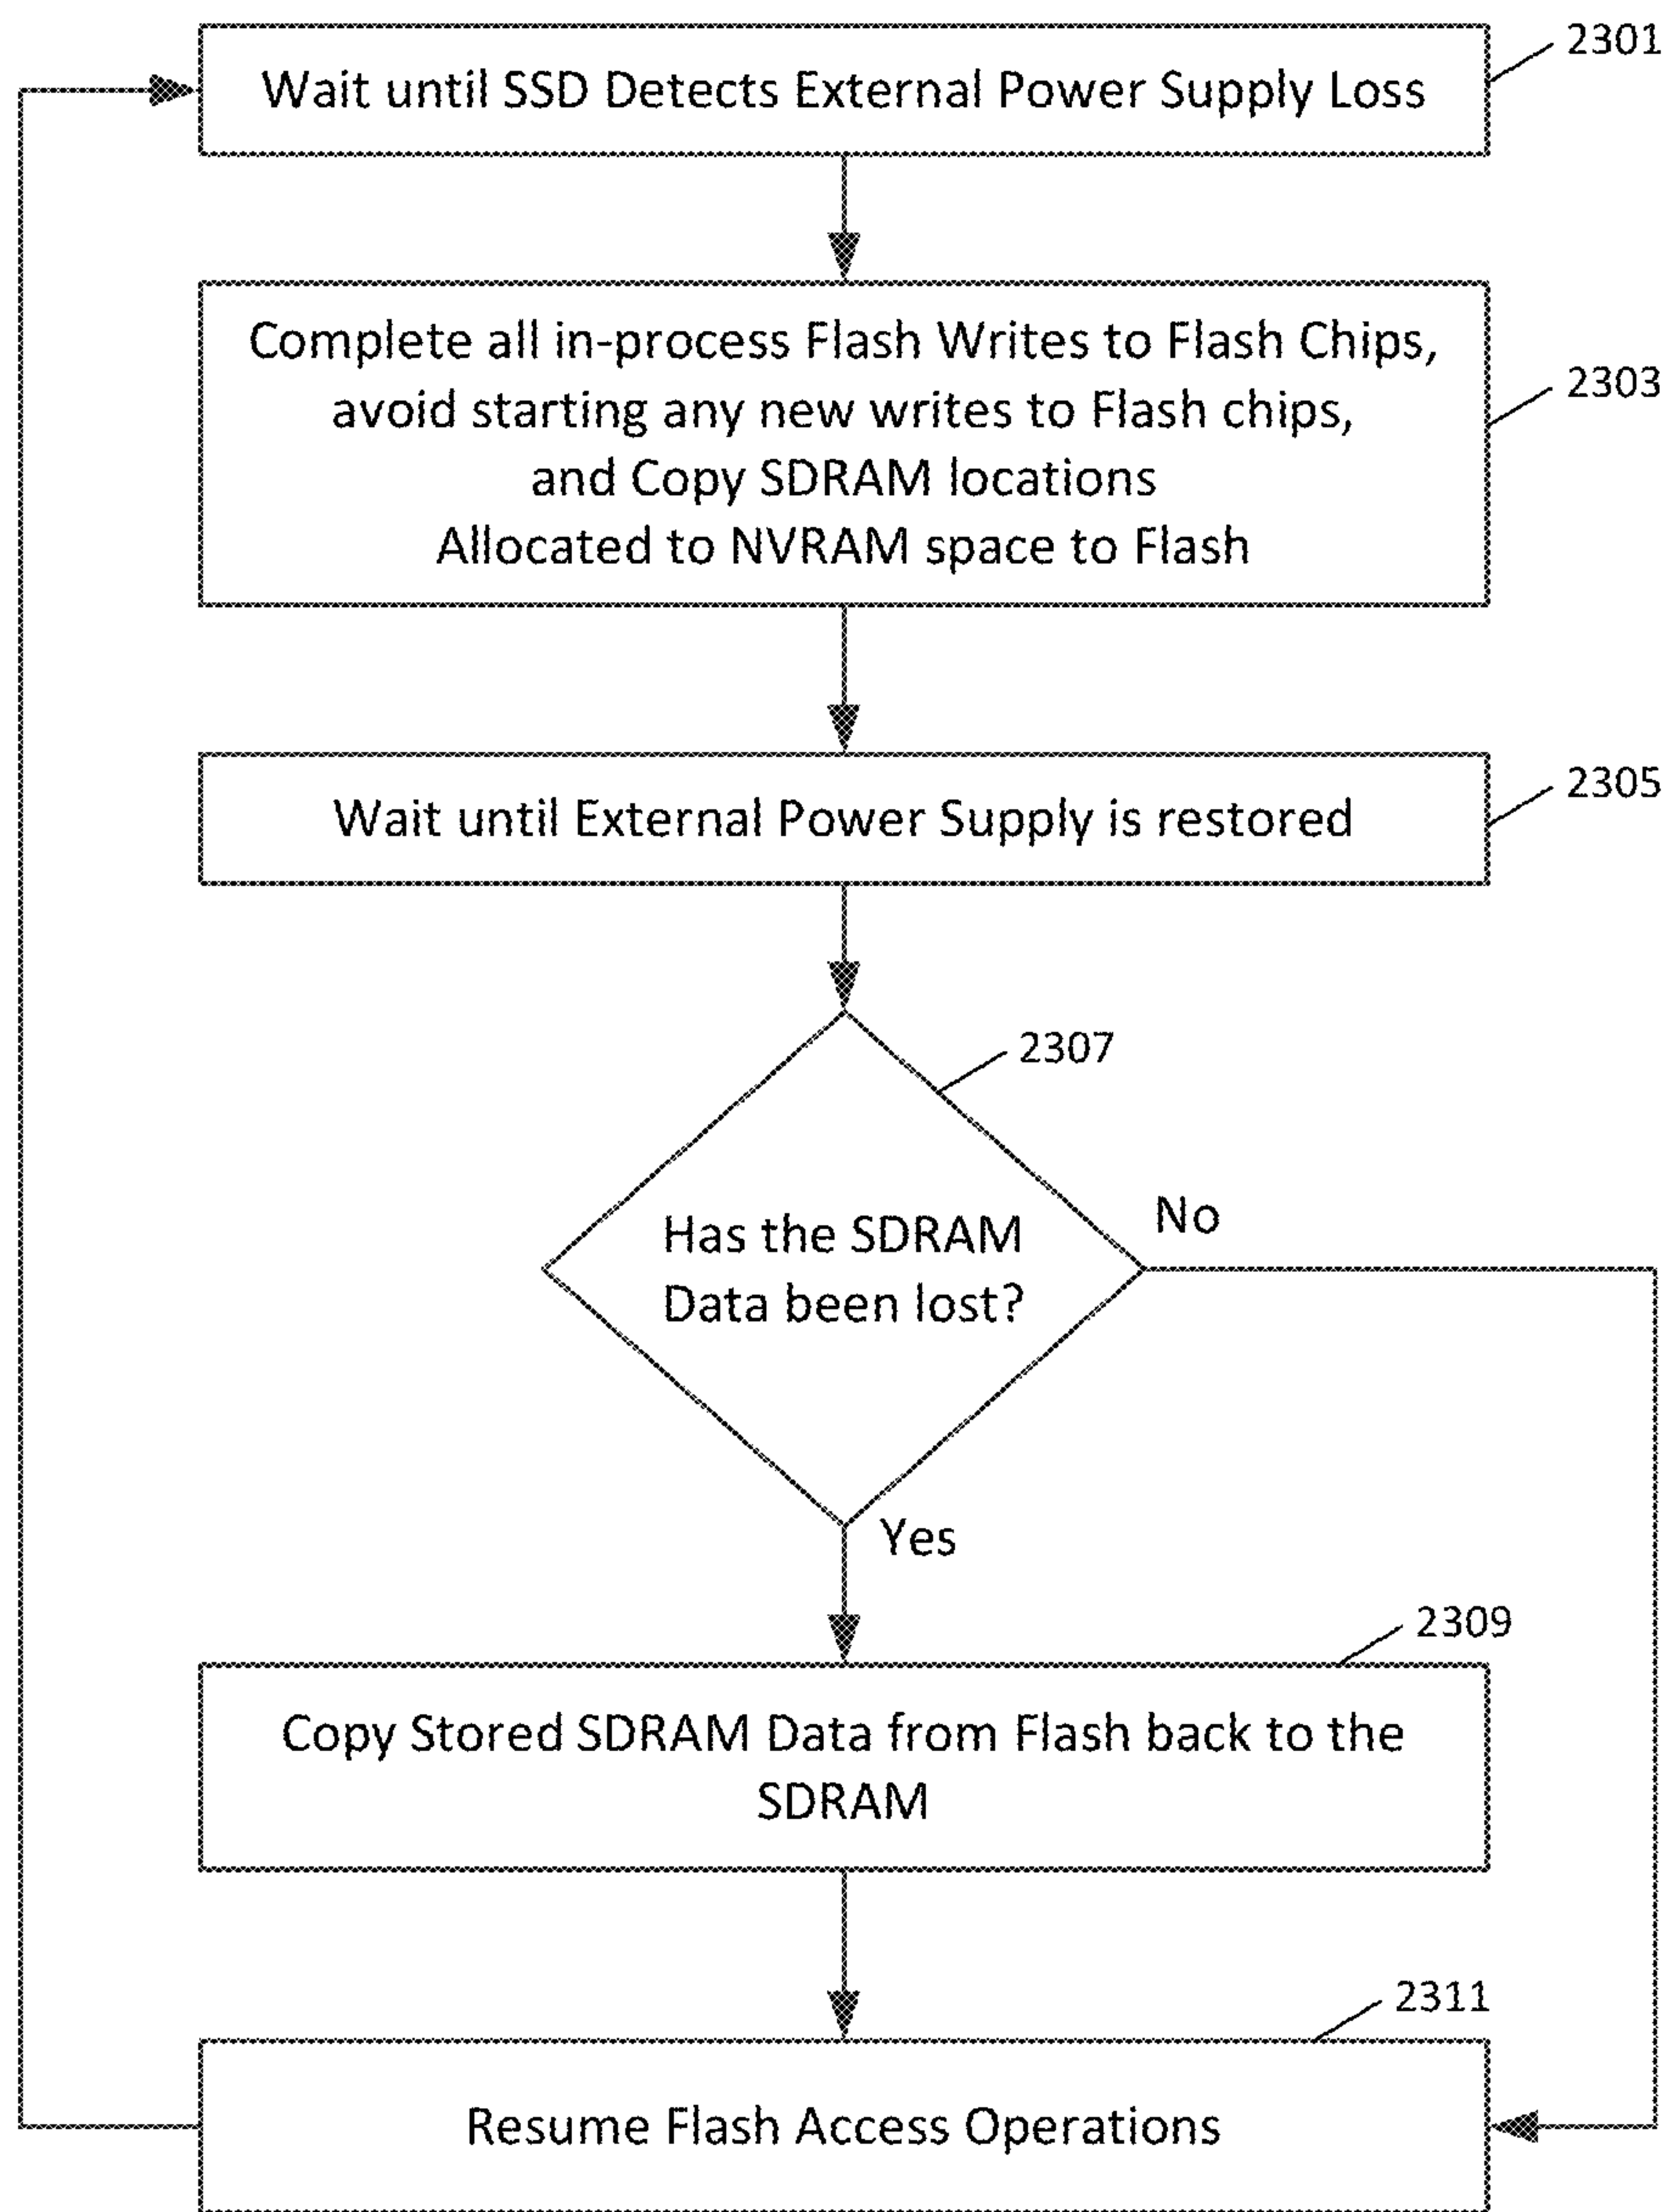 2301
Wait until SSD Detects External Power Supply Loss
Complete all in-process Flash Writes to Flash Chips,
avoid starting any new writes to Flash chips,
and Copy SDRAM locations
Allocated to NVRAM space to Flash
2303
Wait until External Power Supply is restored
2305
2307
Has the SDRAM
Data been lost?
No
Yes
2309
Copy Stored SDRAM Data from Flash back to the
SDRAM
2311
Resume Flash Access Operations